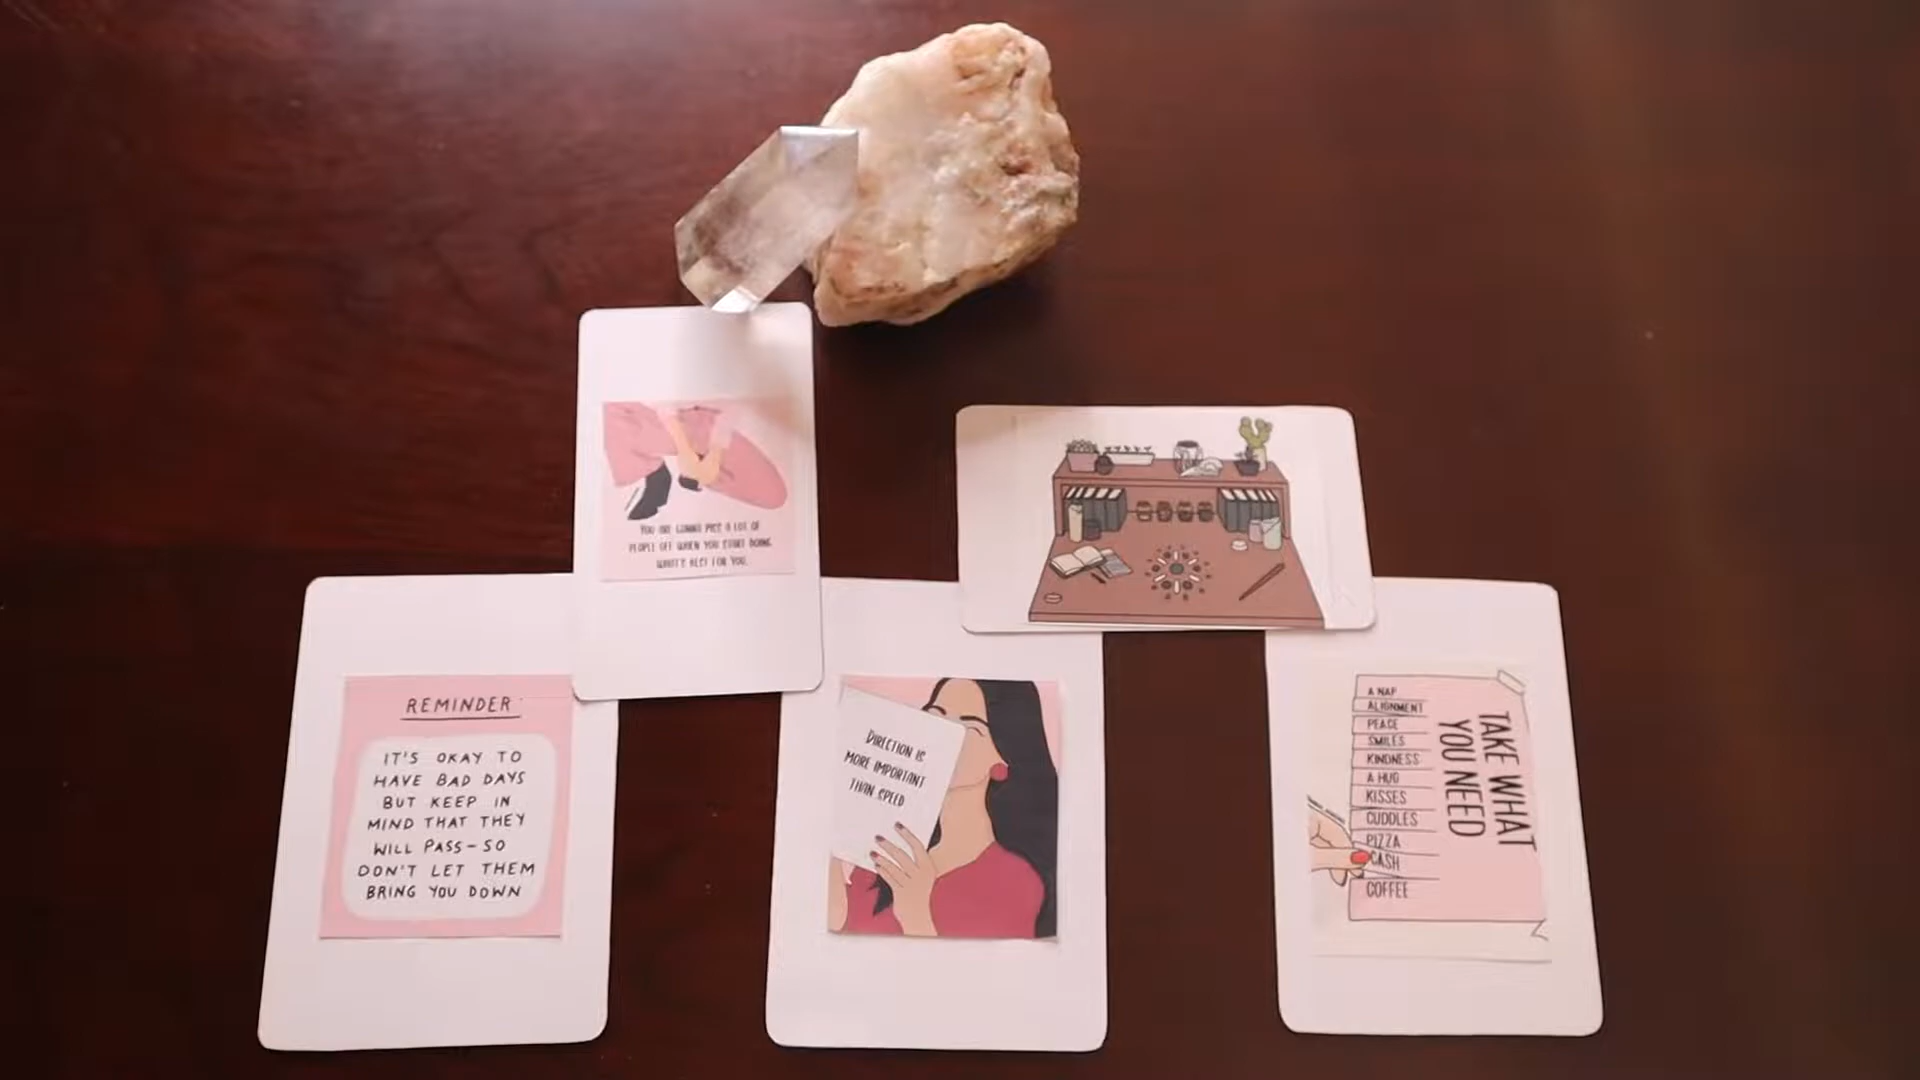 YOU ARE GONNA PISS A LOT OF
PEOPLE OFF WHEN YOU START DOING
WHAT'S BEST FOR YOU.
REMINDER
IT'S OKAY TO
HAVE BAD DAYS
BUT KEEP IN
MIND THAT THEY
WILL PASS-SO
DON'T LET THEM
BRING YOU DOWN
DIRECTION IS
MORE IMPORTANT
THAN SPEED
TAKE WHAT
YOU NEED
A NAP
ALIGNMENT
PEACE
SMILES
KINDNESS
A HUG
KISSES
CUDDLES
PIZZA
CASH
COFFEE